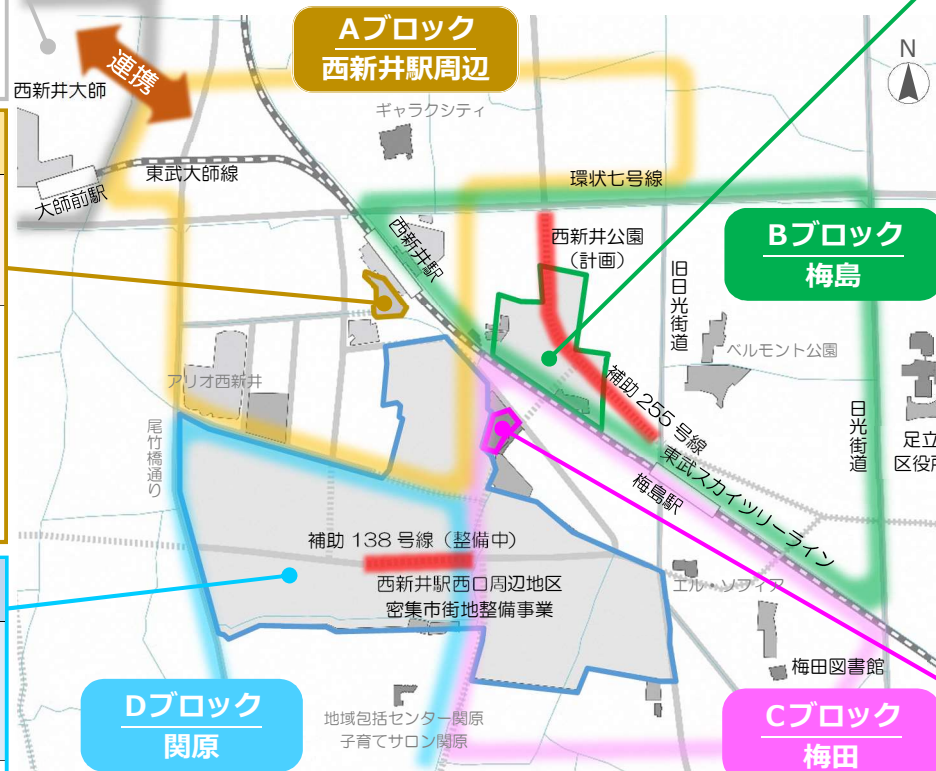 Aブロック
西新井駅周辺
連携
西新井大師
ギャラクシティ
N
東武大師線
大師前駅
環状七号線
西新井駅
西新井公園
（計画）
Bブロック
梅島
旧日光街道
ベルモント公園
アリオ西新井
補助 255 号線
日光街道
足立
区役所
尾竹橋通り
東武スカイツリーライン
梅島駅
補助 138 号線（整備中）
西新井駅西口周辺地区
密集市街地整備事業
エル・ソフィア
梅田図書館
Dブロック
関原
地域包括センター関原
子育てサロン関原
Cブロック
梅田